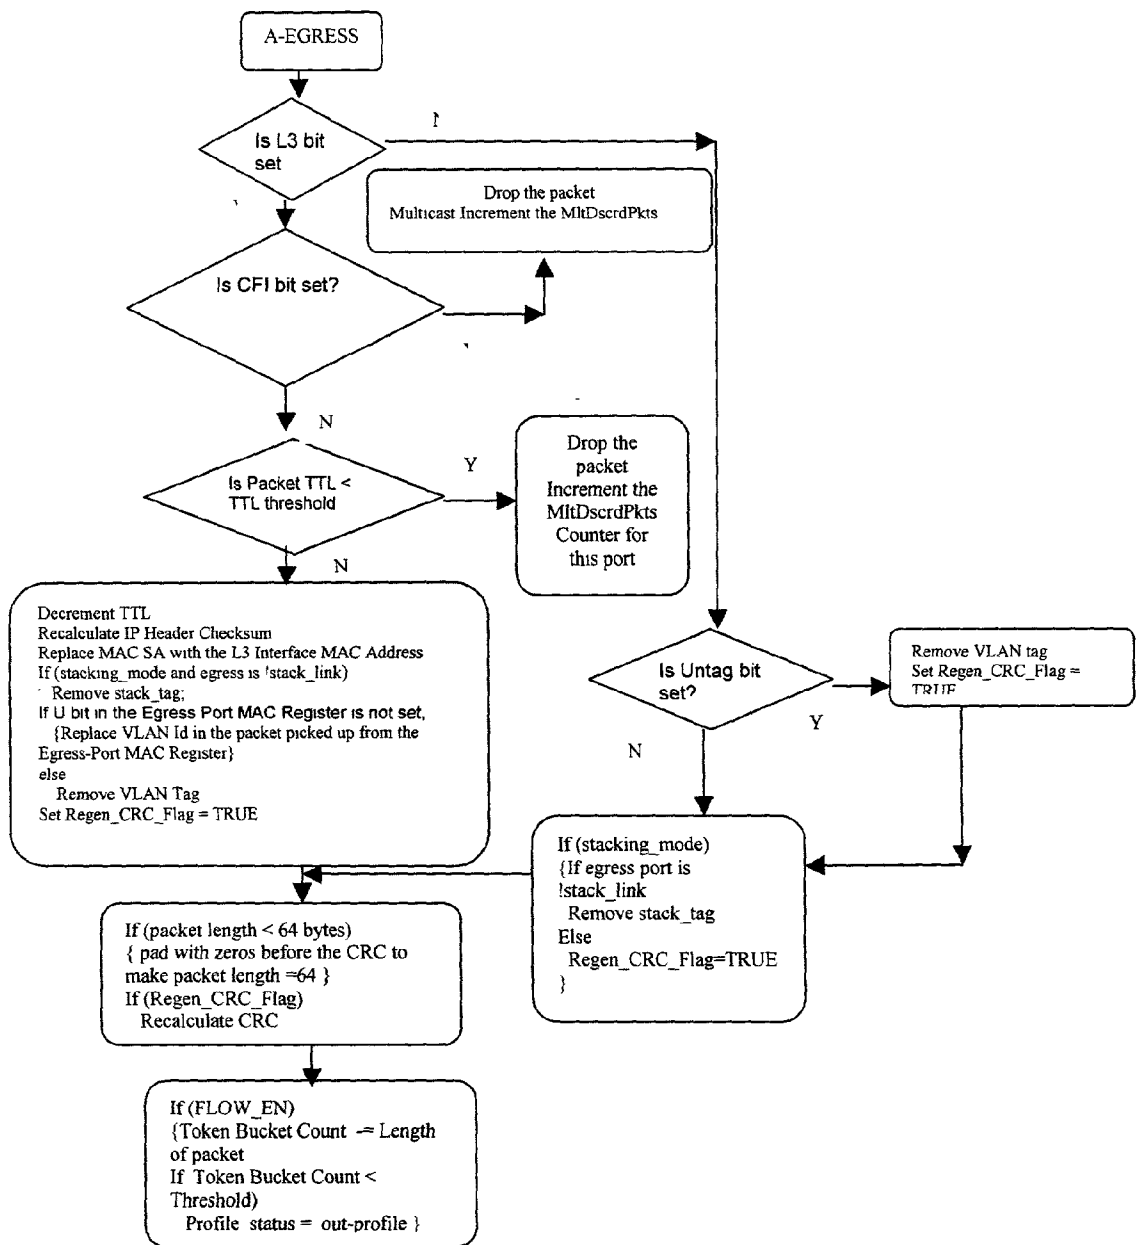 A-EGRESS
Is L3 bit
set
Drop the packet
Multicast Increment the MltDscrdPkts
Is CFI bit set?
N
Is Packet TTL <
TTL threshold
Y
Drop the
packet
Increment the
MltDscrdPkts
Counter for
this port
N
Decrement TTL
Recalculate IP Header Checksum
Replace MAC SA with the L3 Interface MAC Address
If (stacking_mode and egress is !stack_link)
Remove stack_tag;
If U bit in the Egress Port MAC Register is not set,
{Replace VLAN Id in the packet picked up from the
Egress-Port MAC Register}
else
Remove VLAN Tag
Set Regen_CRC_Flag = TRUE
Is Untag bit
set?
Y
N
Remove VLAN tag
Set Regen_CRC_Flag =
TRUE
If (stacking_mode)
{If egress port is
!stack_link
Remove stack_tag
Else
Regen_CRC_Flag=TRUE
}
If (packet length < 64 bytes)
{ pad with zeros before the CRC to
make packet length =64 }
If (Regen_CRC_Flag)
Recalculate CRC
If (FLOW_EN)
{Token Bucket Count -= Length
of packet
If Token Bucket Count <
Threshold)
Profile status = out-profile }